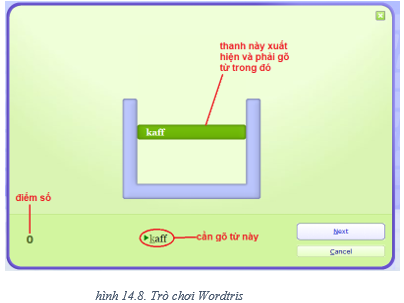 thanh này xuất
hiện và phải gõ
từ trong đó
kaff
điểm số
0
kaff
cần gõ từ này
Next
Cancel
hình 14.8. Trò chơi Wordtris